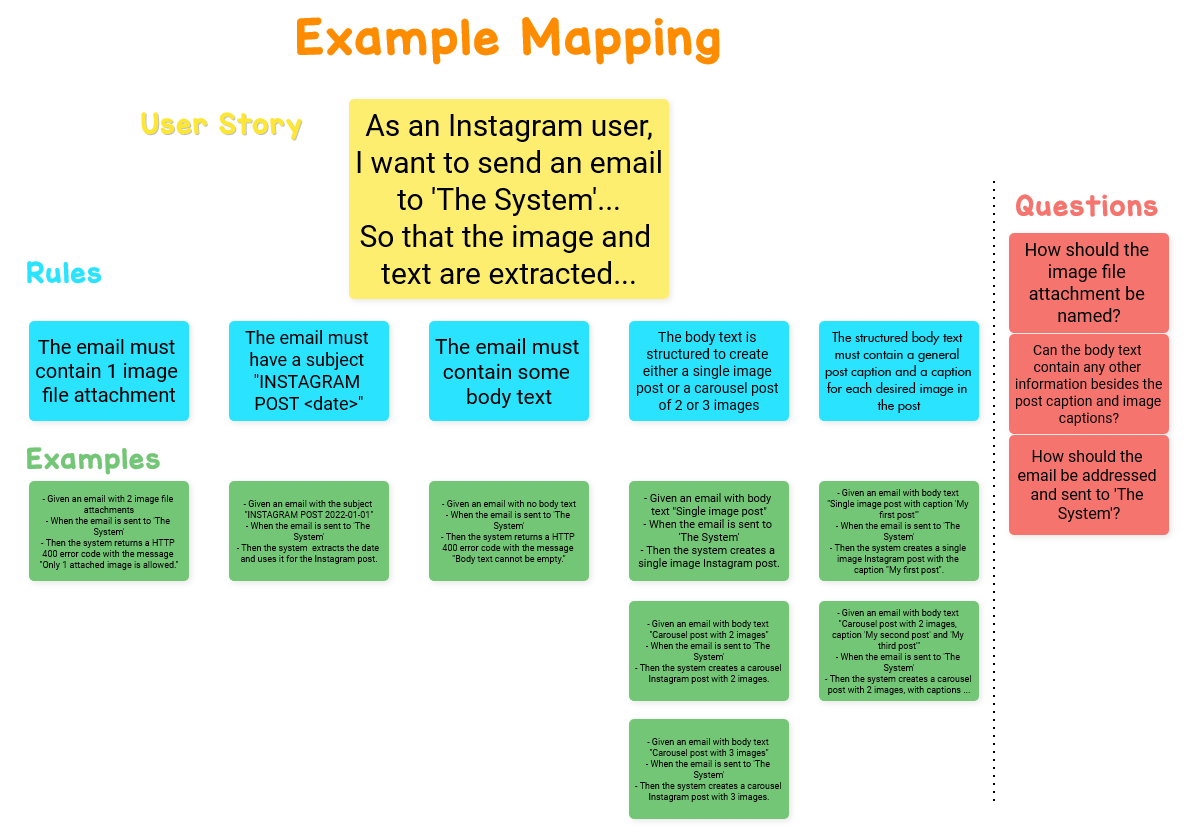 Example Mapping
User Story
As an Instagram user,
I want to send an email
to 'The System'...
So that the image and
text are extracted...
Rules
The email must
contain 1 image
file attachment
The email must
have a subject
"INSTAGRAM
POST <date>"
The email must
contain some
body text
The body text is
structured to create
either a single image
post or a carousel post
of 2 or 3 images
The structured body text
must contain a general
post caption and a caption
for each desired image in
the post
Questions
How should the
image file
attachment be
named?
Can the body text
contain any other
information besides the
post caption and image
captions?
How should the
email be addressed
and sent to 'The
System'?
Examples
- Given an email with 2 image file
attachments
- When the email is sent to 'The
System'
- Then the system returns a HTTP
400 error code with the message
"Only 1 attached image is allowed."
- Given an email with the subject
"INSTAGRAM POST 2022-01-01"
- When the email is sent to 'The
System'
- Then the system extracts the date
and uses it for the Instagram post.
- Given an email with no body text
- When the email is sent to 'The
System'
- Then the system returns a HTTP
400 error code with the message
"Body text cannot be empty."
- Given an email with body
text "Single image post"
- When the email is sent to
'The System'
- Then the system creates a
single image Instagram post.
- Given an email with body text
"Single image post with caption 'My
first post'"
- When the email is sent to 'The
System'
- Then the system creates a single
image Instagram post with the
caption "My first post".
- Given an email with body text
"Carousel post with 2 images"
- When the email is sent to 'The
System'
- Then the system creates a carousel
Instagram post with 2 images.
- Given an email with body text
"Carousel post with 2 images,
caption 'My second post' and 'My
third post'"
- When the email is sent to 'The
System'
- Then the system creates a carousel
post with 2 images, with captions ...
- Given an email with body text
"Carousel post with 3 images"
- When the email is sent to 'The
System'
- Then the system creates a carousel
Instagram post with 3 images.